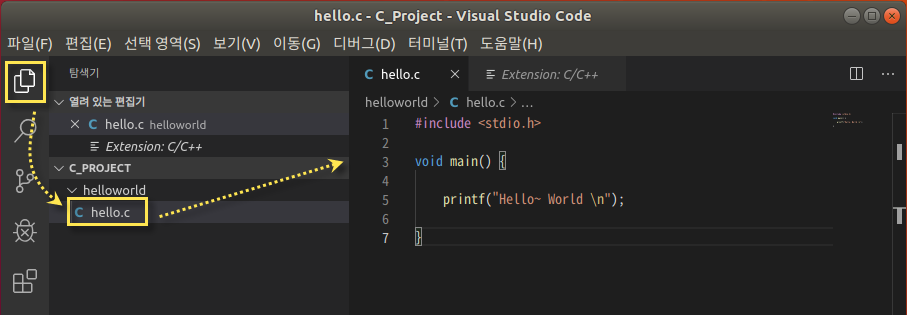 hello.c - C_Project - Visual Studio Code
파일(F) 편집(E) 선택 영역(S) 보기(V) 이동(G) 디버그(D) 터미널(T) 도움말(H)
탐색기
열려 있는 편집기
hello.c helloworld
Extension: C/C++
C_PROJECT
helloworld
C hello.c
C hello.c Extension: C/C++
helloworld > C hello.c > ...
1 #include <stdio.h>
2
3 void main() {
4
5 printf("Hello~ World \n");
6
7 }